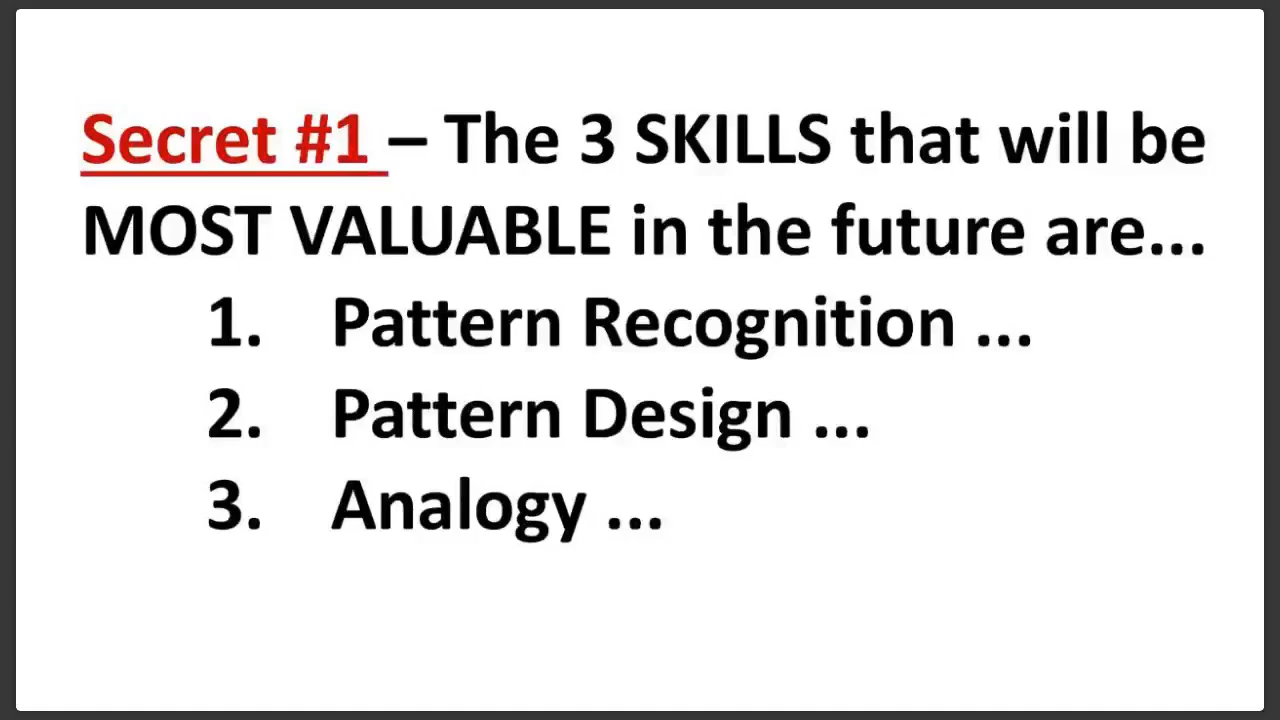 Secret #1 – The 3 SKILLS that will be
MOST VALUABLE in the future are...
1. Pattern Recognition ...
2. Pattern Design ...
3. Analogy ...